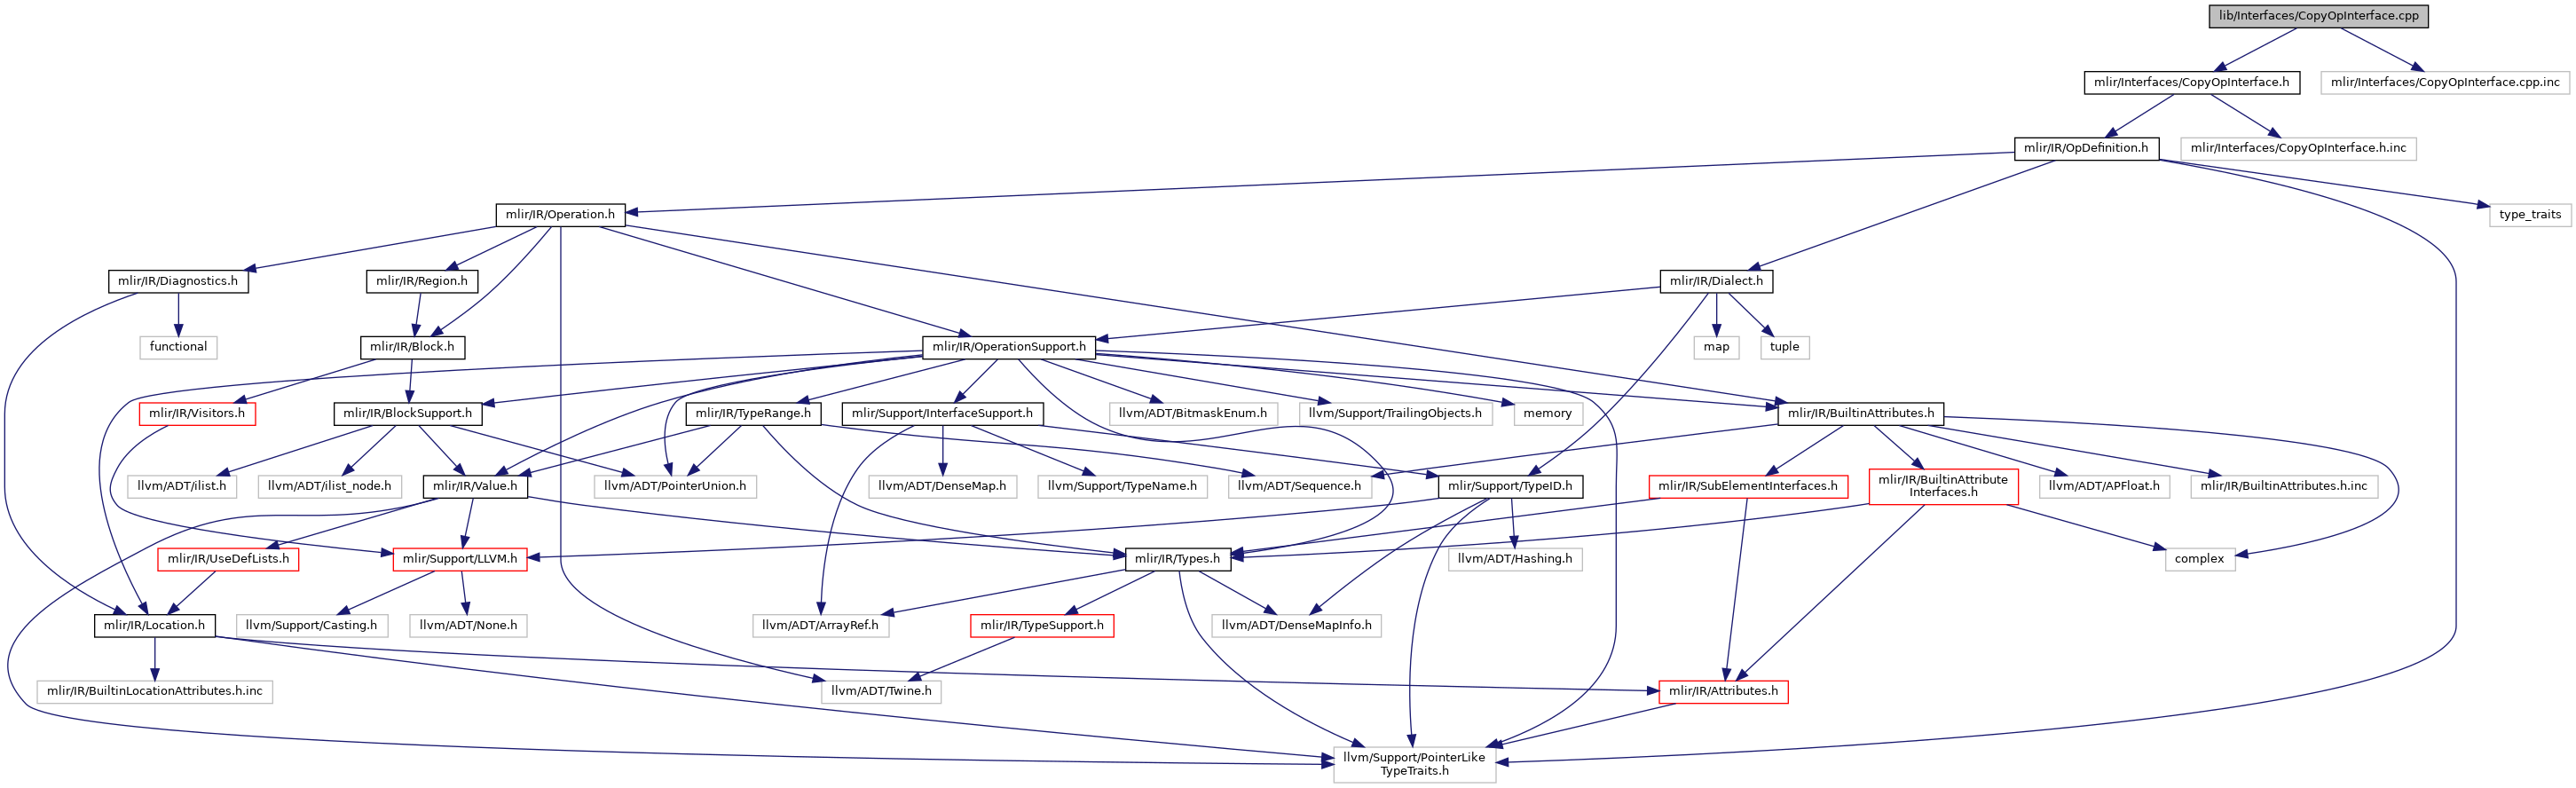 lib/Interfaces/CopyOpInterface.cpp
mlir/Interfaces/CopyOpInterface.h
mlir/Interfaces/CopyOpInterface.cpp.inc
mlir/IR/OpDefinition.h
mlir/Interfaces/CopyOpInterface.h.inc
mlir/IR/Operation.h
type_traits
mlir/IR/Diagnostics.h
mlir/IR/Region.h
mlir/IR/Dialect.h
functional
mlir/IR/Block.h
mlir/IR/OperationSupport.h
map
tuple
mlir/IR/Visitors.h
mlir/IR/BlockSupport.h
mlir/IR/TypeRange.h
mlir/Support/InterfaceSupport.h
llvm/ADT/BitmaskEnum.h
llvm/Support/TrailingObjects.h
memory
mlir/IR/BuiltinAttributes.h
llvm/ADT/ilist.h
llvm/ADT/ilist_node.h
mlir/IR/Value.h
llvm/ADT/PointerUnion.h
llvm/ADT/DenseMap.h
llvm/Support/TypeName.h
llvm/ADT/Sequence.h
mlir/Support/TypeID.h
mlir/IR/SubElementInterfaces.h
mlir/IR/BuiltinAttribute
Interfaces.h
llvm/ADT/APFloat.h
mlir/IR/BuiltinAttributes.h.inc
mlir/IR/UseDefLists.h
mlir/Support/LLVM.h
mlir/IR/Types.h
llvm/ADT/Hashing.h
complex
mlir/IR/Location.h
llvm/Support/Casting.h
llvm/ADT/None.h
llvm/ADT/ArrayRef.h
mlir/IR/TypeSupport.h
llvm/ADT/DenseMapInfo.h
mlir/IR/BuiltinLocationAttributes.h.inc
llvm/ADT/Twine.h
mlir/IR/Attributes.h
llvm/Support/PointerLike
TypeTraits.h